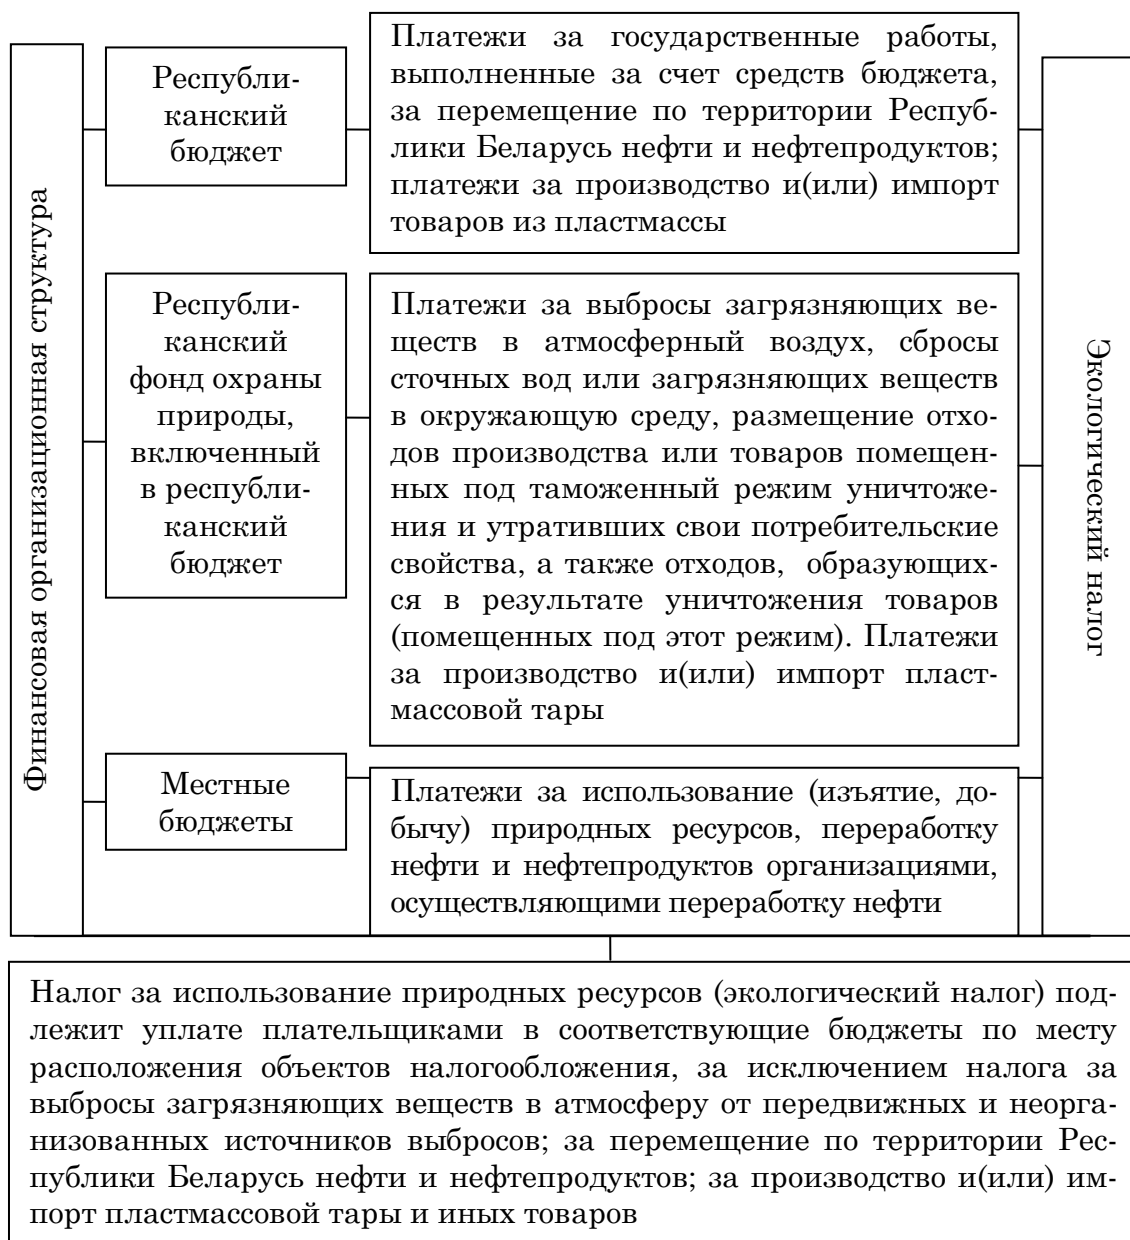 Финансовая организационная структура
Республи-
канский
бюджет
Платежи за государственные работы,
выполненные за счет средств бюджета,
за перемещение по территории Респуб-
лики Беларусь нефти и нефтепродуктов;
платежи за производство и(или) импорт
товаров из пластмассы
Республи-
канский
фонд охраны
природы,
включенный
в республи-
канский
бюджет
Платежи за выбросы загрязняющих ве-
ществ в атмосферный воздух, сбросы
сточных вод или загрязняющих веществ
в окружающую среду, размещение отхо-
дов производства или товаров помещен-
ных под таможенный режим уничтоже-
ния и утративших свои потребительские
свойства, а также отходов, образующих-
ся в результате уничтожения товаров
(помещенных под этот режим). Платежи
за производство и(или) импорт пласт-
массовой тары
Местные
бюджеты
Платежи за использование (изъятие, до-
бычу) природных ресурсов, переработку
нефти и нефтепродуктов организациями,
осуществляющими переработку нефти
Экологический налог
Налог за использование природных ресурсов (экологический налог) под-
лежит уплате плательщиками в соответствующие бюджеты по месту
расположения объектов налогообложения, за исключением налога за
выбросы загрязняющих веществ в атмосферу от передвижных и неорга-
низованных источников выбросов; за перемещение по территории Рес-
публики Беларусь нефти и нефтепродуктов; за производство и(или) им-
порт пластмассовой тары и иных товаров